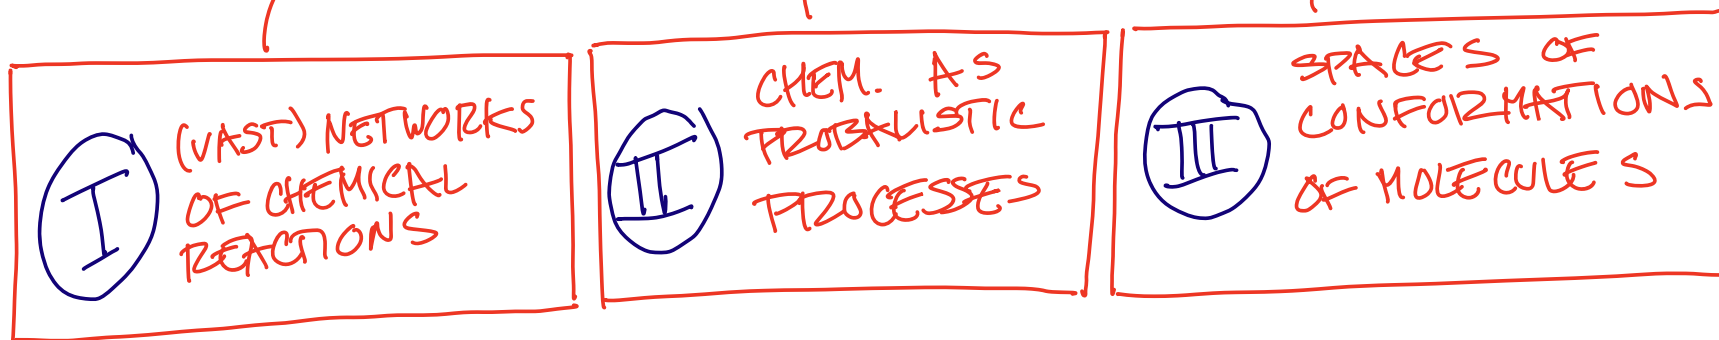 I
(VAST) NETWORKS
OF CHEMICAL
REACTIONS
II
CHEM. AS
PROBALISTIC
PROCESSES
III
SPACES OF
CONFORMATIONS
OF MOLECULES